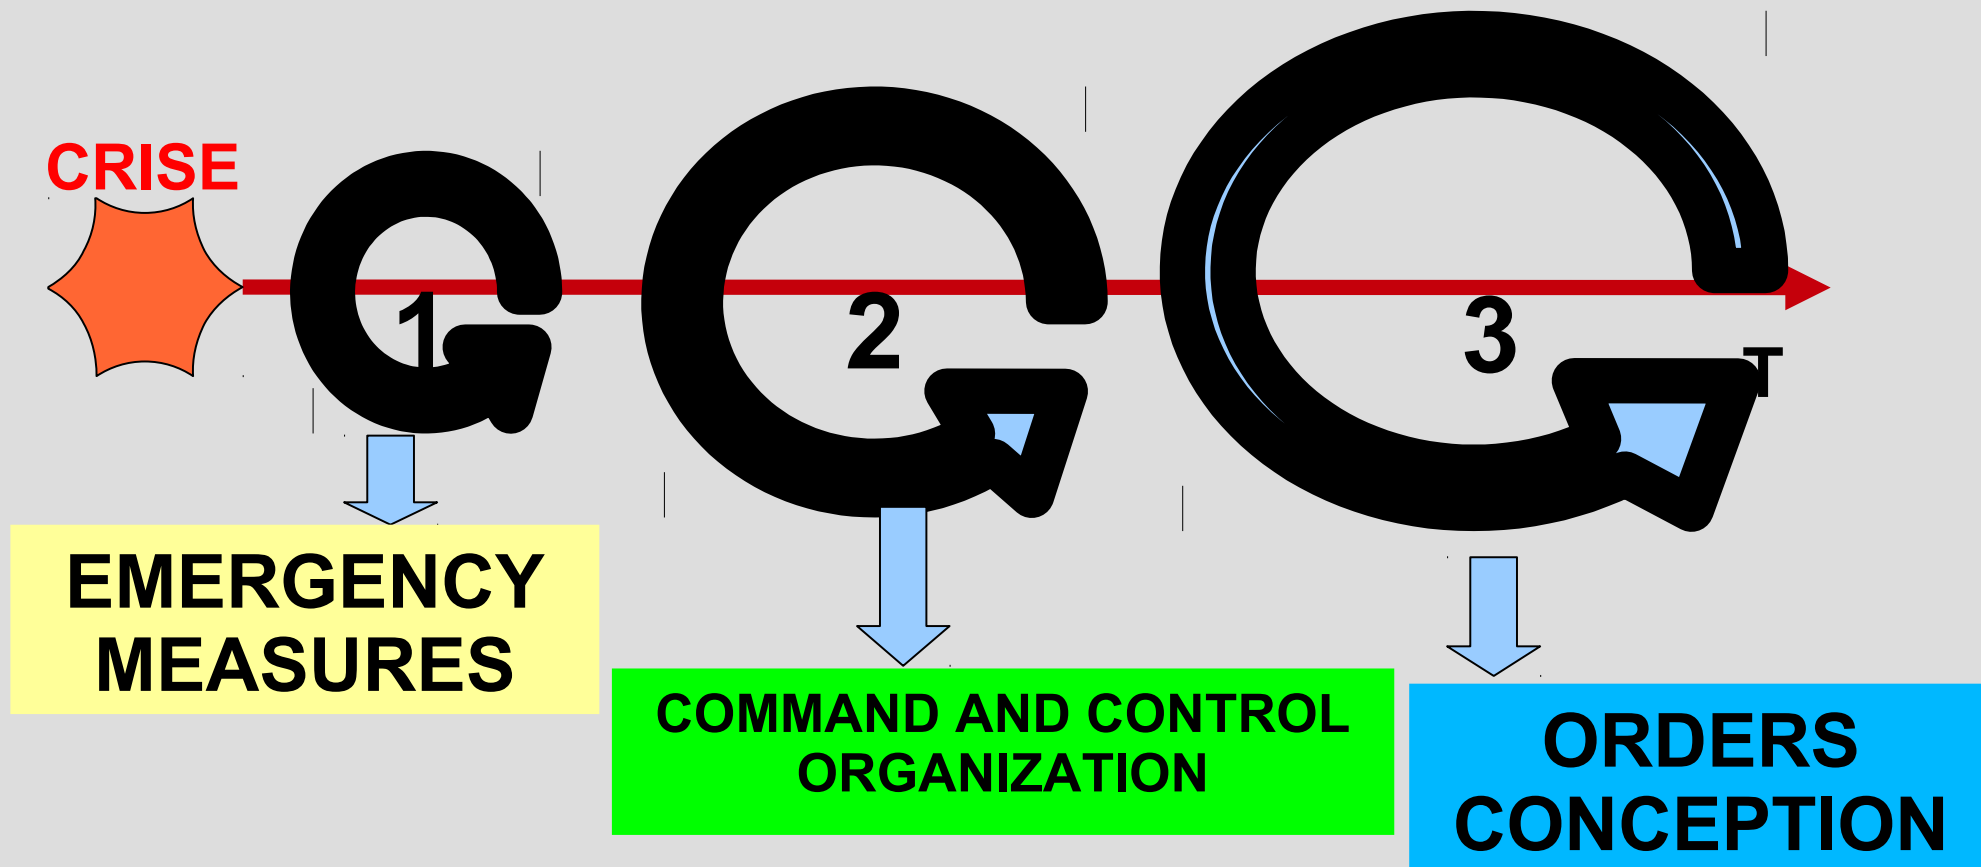 CRISE
1
2
3
T
EMERGENCY
MEASURES
COMMAND AND CONTROL
ORGANIZATION
ORDERS
CONCEPTION